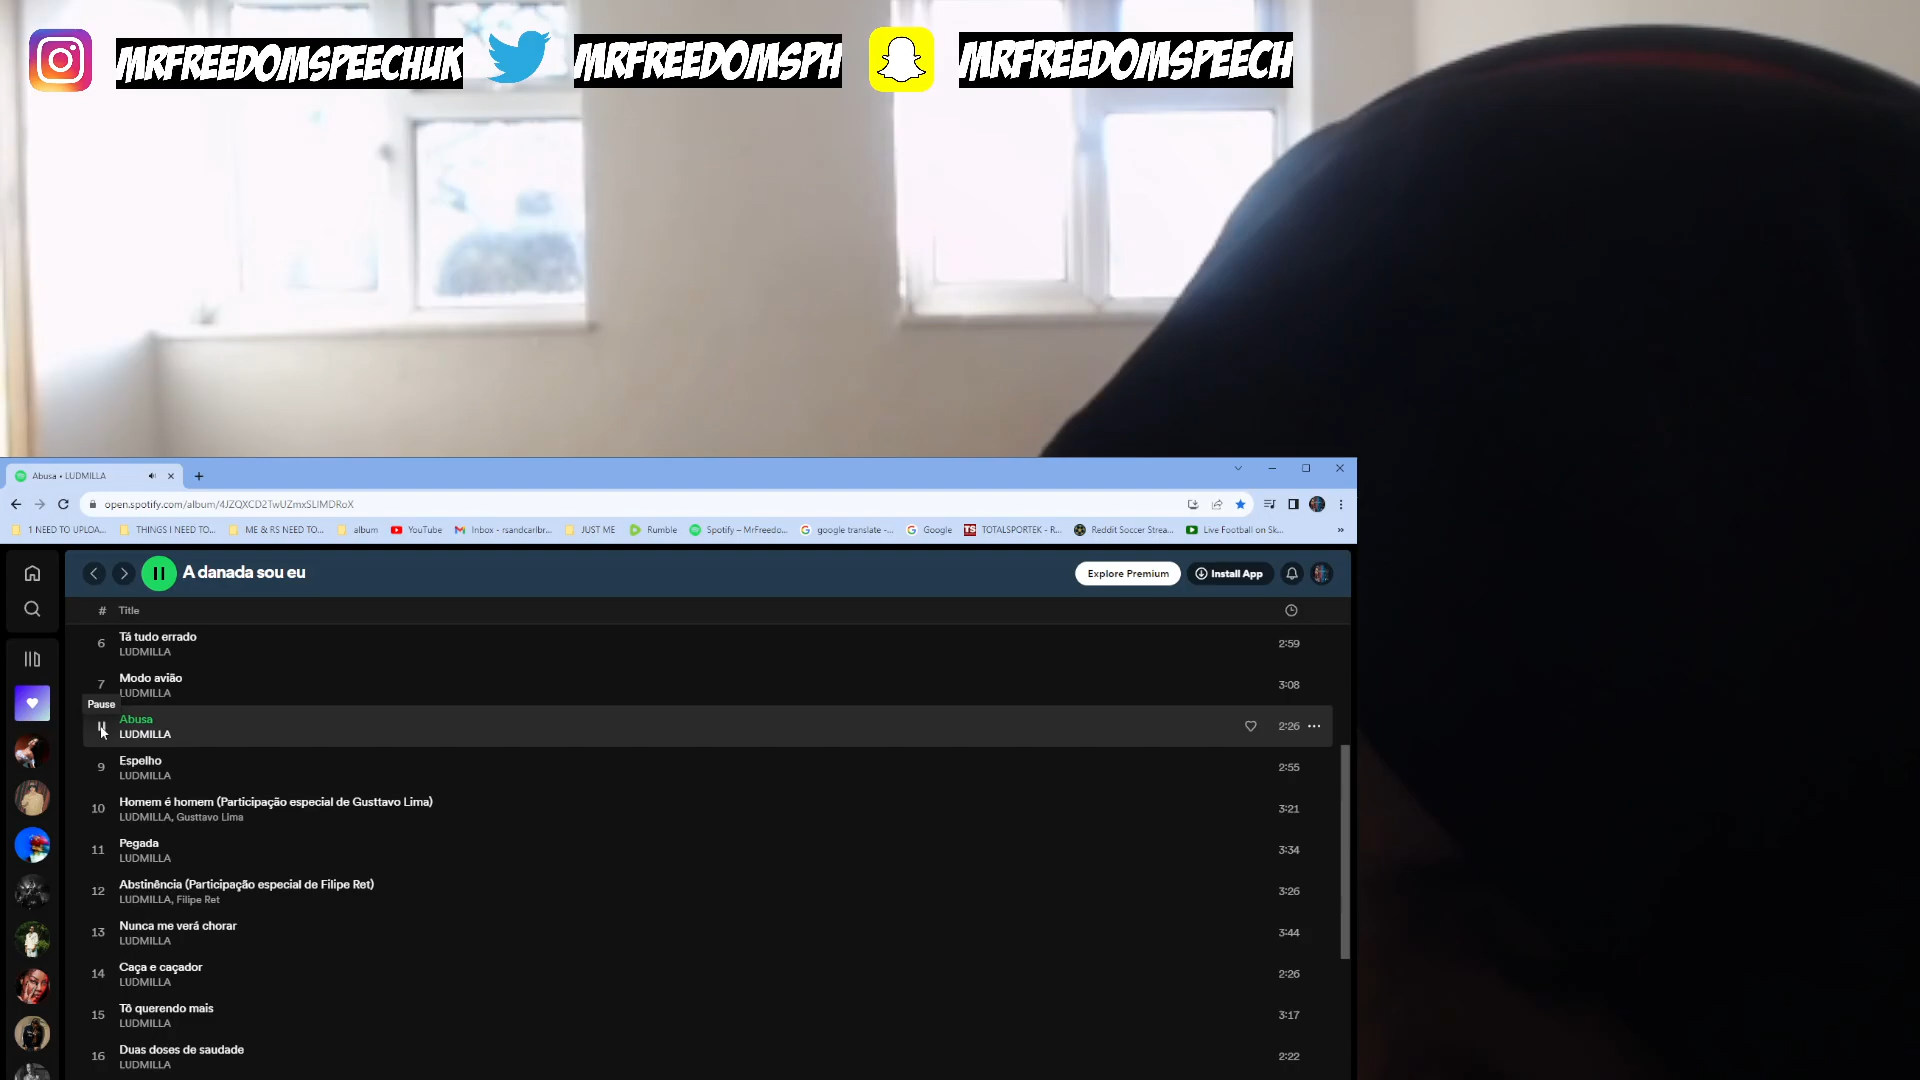 MRFREEDOMSPEECHUK
MRFREEDOMSPH
MRFREEDOMSPEECH
Abusa • LUDMILLA
open.spotify.com/album/4JZQXCD2TwUZmxSLIMDRoX
1 NEED TO UPLOA...
THINGS I NEED TO...
ME & RS NEED TO...
album
YouTube
Inbox - rsandcarlbr...
JUST ME
Rumble
Spotify – MrFreedo...
google translate -...
Google
TS
TOTALSPORTEK - R...
Reddit Soccer Strea...
Live Football on Sk...
»
A danada sou eu
Explore Premium
Install App
# Title
6 Tá tudo errado 2:59
LUDMILLA
7 Modo avião 3:08
LUDMILLA
Pause
Abusa 2:26
LUDMILLA
9 Espelho 2:55
LUDMILLA
10 Homem é homem (Participação especial de Gusttavo Lima) 3:21
LUDMILLA, Gusttavo Lima
11 Pegada 3:34
LUDMILLA
12 Abstinência (Participação especial de Filipe Ret) 3:26
LUDMILLA, Filipe Ret
13 Nunca me verá chorar 3:44
LUDMILLA
14 Caça e caçador 2:26
LUDMILLA
15 Tô querendo mais 3:17
LUDMILLA
16 Duas doses de saudade 2:22
LUDMILLA